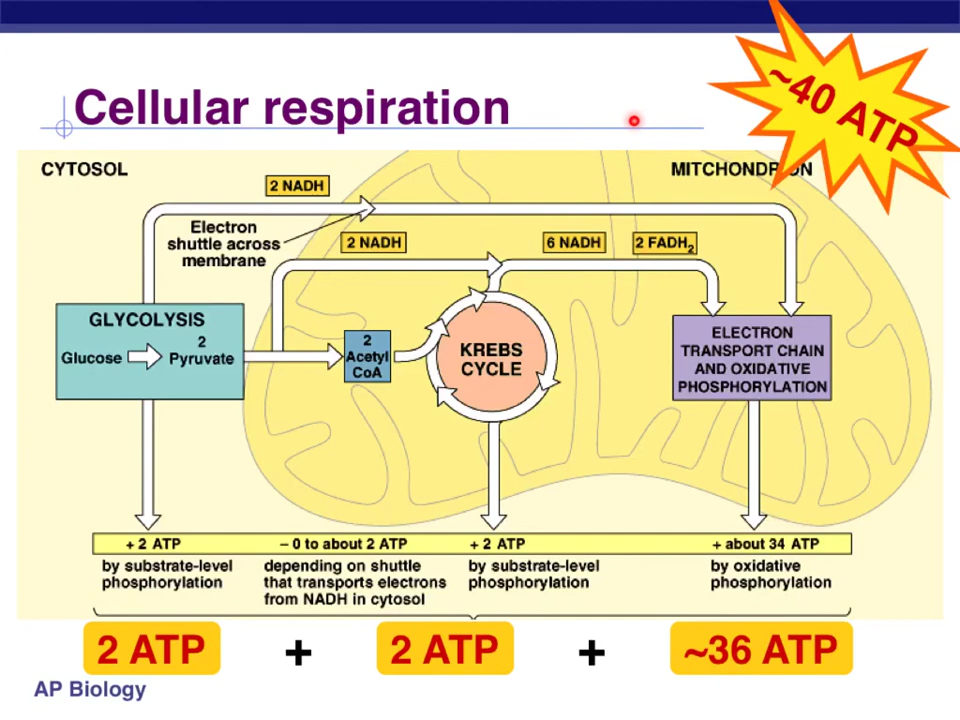 ~40 ATP
Cellular respiration
CYTOSOL
MITCHONDRION
2 NADH
Electron
shuttle across
membrane
2 NADH
6 NADH
2 FADH₂
GLYCOLYSIS
Glucose
2
Pyruvate
2
Acetyl
CoA
KREBS
CYCLE
ELECTRON
TRANSPORT CHAIN
AND OXIDATIVE
PHOSPHORYLATION
+ 2 ATP
by substrate-level
phosphorylation
– 0 to about 2 ATP
depending on shuttle
that transports electrons
from NADH in cytosol
+ 2 ATP
by substrate-level
phosphorylation
+ about 34 ATP
by oxidative
phosphorylation
2 ATP + 2 ATP + ~36 ATP
AP Biology